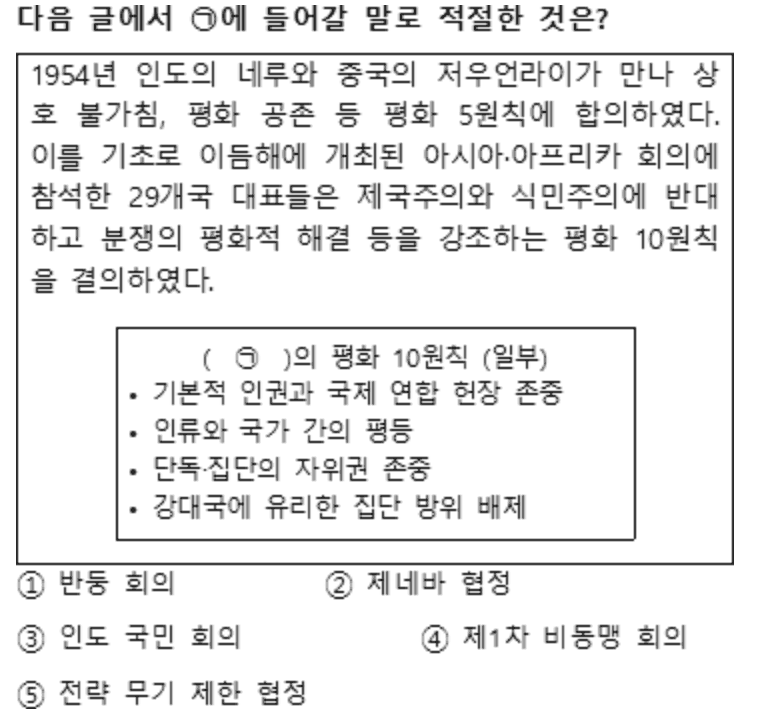 다음 글에서 ㉠에 들어갈 말로 적절한 것은?
1954년 인도의 네루와 중국의 저우언라이가 만나 상
호 불가침, 평화 공존 등 평화 5원칙에 합의하였다.
이를 기초로 이듬해에 개최된 아시아·아프리카 회의에
참석한 29개국 대표들은 제국주의와 식민주의에 반대
하고 분쟁의 평화적 해결 등을 강조하는 평화 10원칙
을 결의하였다.
( ㉠ )의 평화 10원칙 (일부)
• 기본적 인권과 국제 연합 헌장 존중
• 인류와 국가 간의 평등
• 단독·집단의 자위권 존중
• 강대국에 유리한 집단 방위 배제
① 반둥 회의 ② 제네바 협정
③ 인도 국민 회의 ④ 제1차 비동맹 회의
⑤ 전략 무기 제한 협정